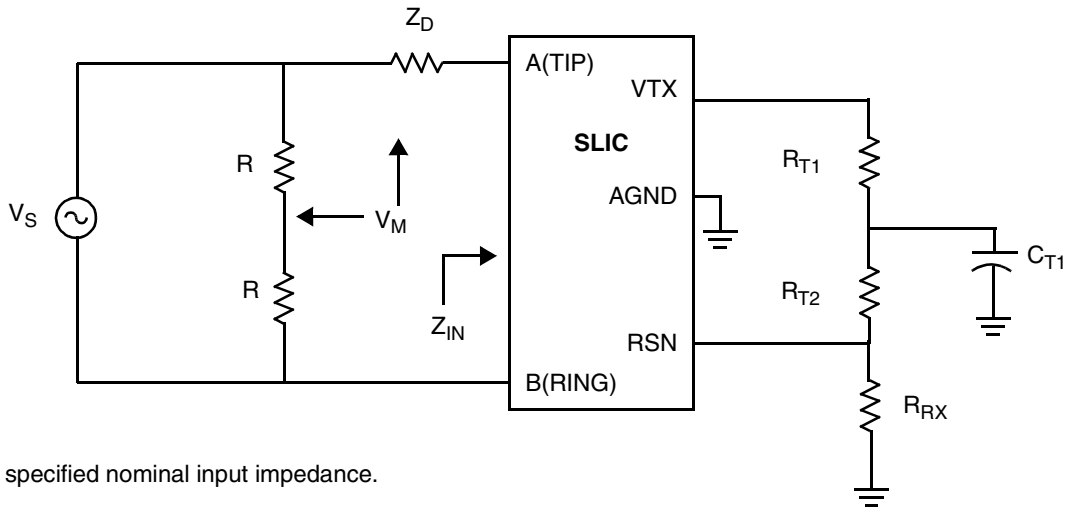 Z_D
A(TIP)
VTX
SLIC
R
R_T1
V_S
V_M
AGND
C_T1
R
Z_IN
R_T2
RSN
B(RING)
R_RX
specified nominal input impedance.